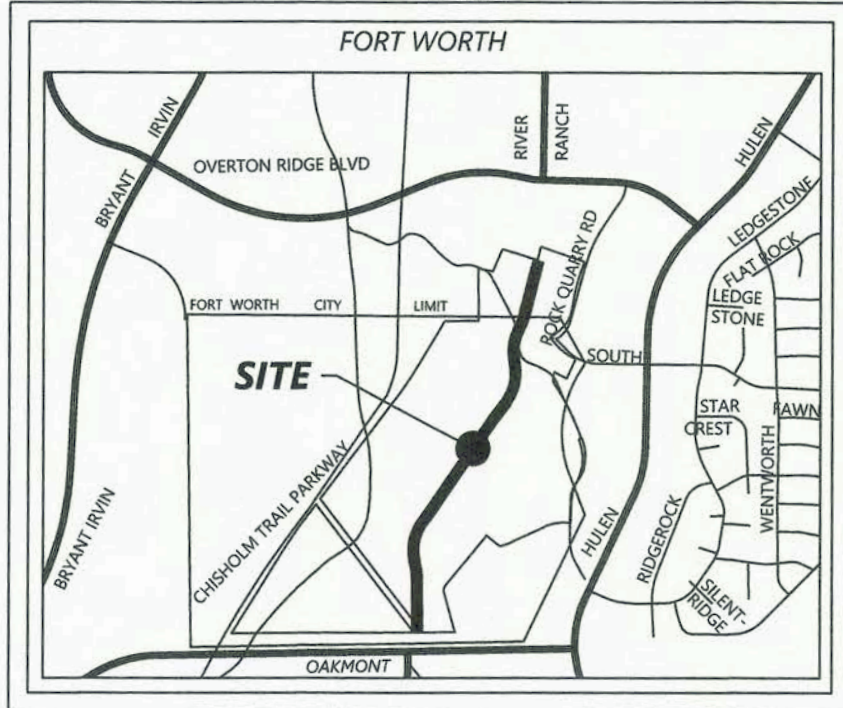 FORT WORTH
BRYANT IRVIN
OVERTON RIDGE BLVD
RIVER RANCH
HULEN
LEDGESTONE
FLAT ROCK
ROCK QUARRY RD
LEDGE
STONE
FORT WORTH CITY LIMIT
SOUTH
SITE
STAR
CREST
FAWN
WENTWORTH
CHISHOLM TRAIL PARKWAY
BRYANT IRVIN
HULEN
RIDGEROCK
SILENT-
RIDGE
OAKMONT